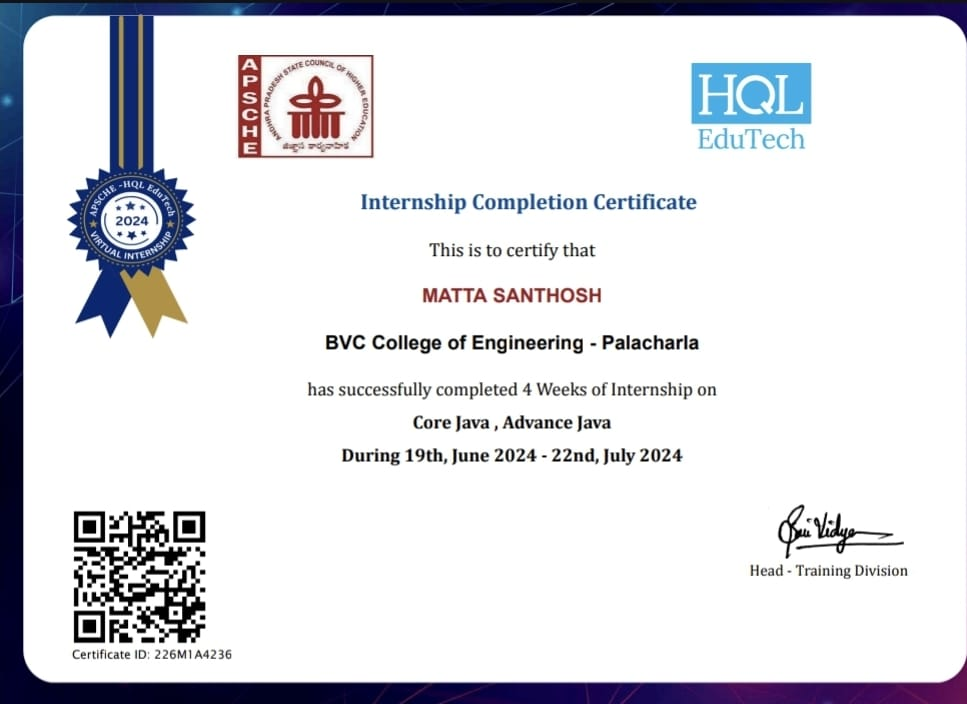 APSCHE
ANDHRA PRADESH STATE COUNCIL OF HIGHER EDUCATION
HQL
EduTech
APSCHE - HQL EduTech
2024
VIRTUAL INTERNSHIP
Internship Completion Certificate
This is to certify that
MATTA SANTHOSH
BVC College of Engineering - Palacharla
has successfully completed 4 Weeks of Internship on
Core Java , Advance Java
During 19th, June 2024 - 22nd, July 2024
Sai Vidya
Head - Training Division
Certificate ID: 226M1A4236